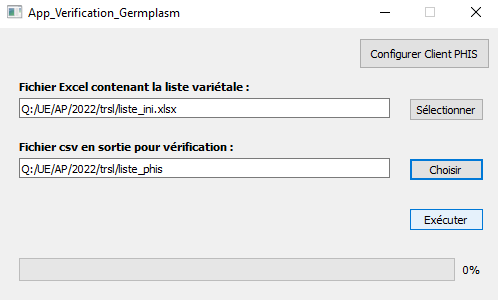 App_Verification_Germplasm
Configurer Client PHIS
Fichier Excel contenant la liste variétale :
Q:/UE/AP/2022/trsl/liste_ini.xlsx
Sélectionner
Fichier csv en sortie pour vérification :
Q:/UE/AP/2022/trsl/liste_phis
Choisir
Exécuter
0%